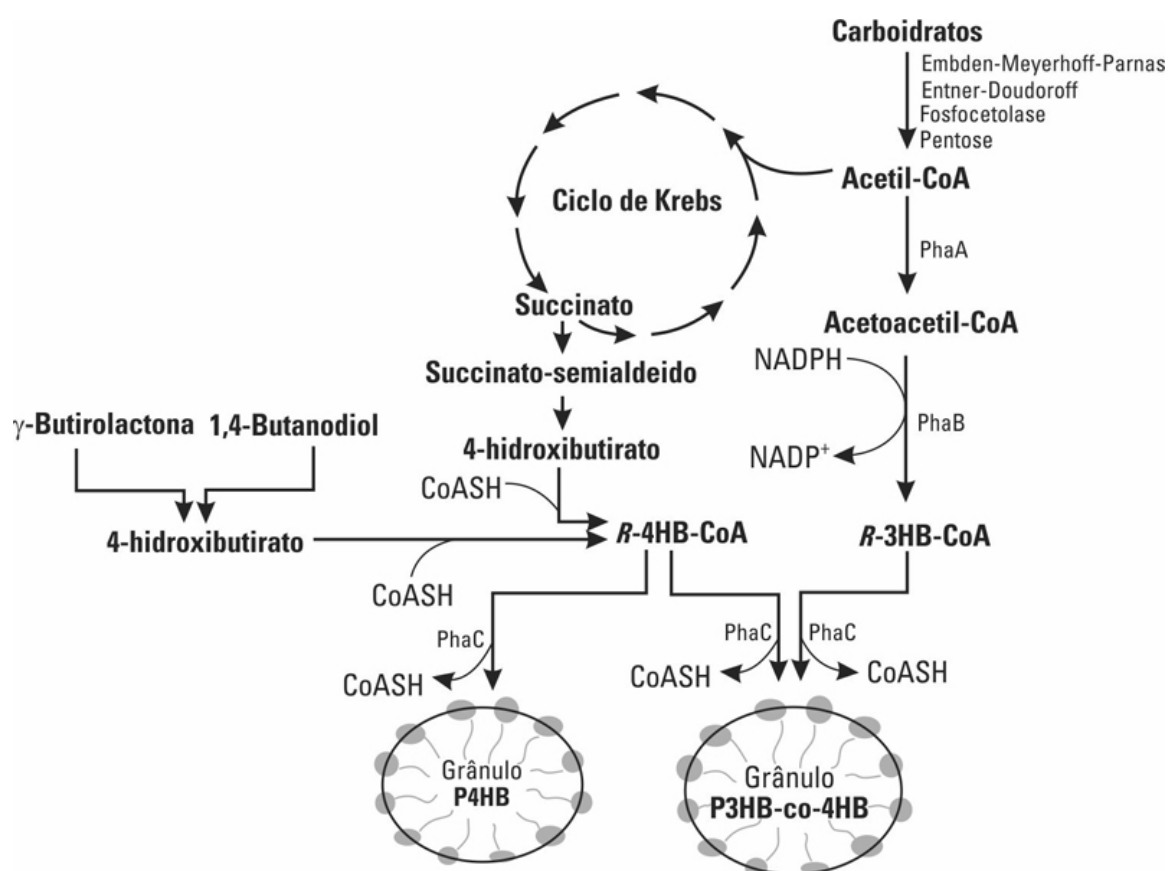 Carboidratos
Embden-Meyerhoff-Parnas
Entner-Doudoroff
Fosfocetolase
Pentose
Acetil-CoA
Ciclo de Krebs
PhaA
Succinato
Acetoacetil-CoA
NADPH
Succinato-semialdeido
PhaB
γ-Butirolactona 1,4-Butanodiol
4-hidroxibutirato
NADP⁺
CoASH
4-hidroxibutirato
R-4HB-CoA
R-3HB-CoA
CoASH
PhaC
PhaC
PhaC
CoASH
CoASH
CoASH
Grânulo
P4HB
Grânulo
P3HB-co-4HB